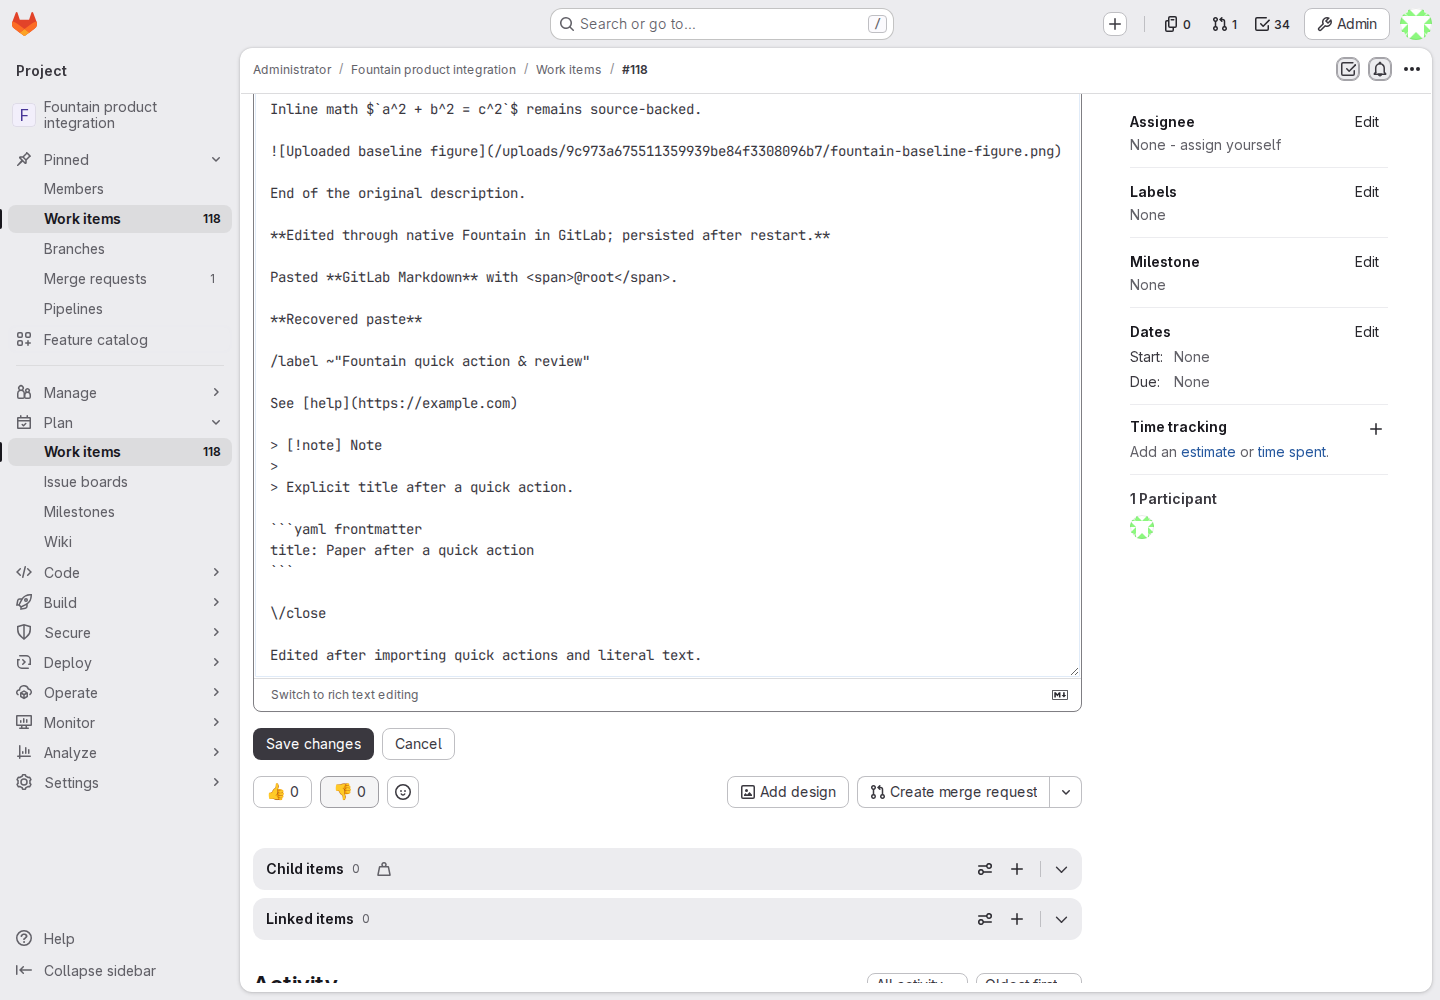 Search or go to...
/
0
1
34
Admin
Project
F
Fountain product integration
Pinned
Members
Work items 118
Branches
Merge requests 1
Pipelines
Feature catalog
Manage
Plan
Work items 118
Issue boards
Milestones
Wiki
Code
Build
Secure
Deploy
Operate
Monitor
Analyze
Settings
Help
Collapse sidebar
Administrator / Fountain product integration / Work items / #118
Inline math $`a^2 + b^2 = c^2`$ remains source-backed.
![Uploaded baseline figure](/uploads/9c973a675511359939be84f3308096b7/fountain-baseline-figure.png)
End of the original description.
**Edited through native Fountain in GitLab; persisted after restart.**
Pasted **GitLab Markdown** with <span>@root</span>.
**Recovered paste**
/label ~"Fountain quick action & review"
See [help](https://example.com)
> [!note] Note
>
> Explicit title after a quick action.
```yaml frontmatter
title: Paper after a quick action
```
\/close
Edited after importing quick actions and literal text.
Switch to rich text editing
Save changes
Cancel
👍 0
👎 0
Add design
Create merge request
Child items 0
Linked items 0
Activity
All activity
Oldest first
Assignee Edit
None - assign yourself
Labels Edit
None
Milestone Edit
None
Dates Edit
Start: None
Due: None
Time tracking
Add an estimate or time spent.
1 Participant